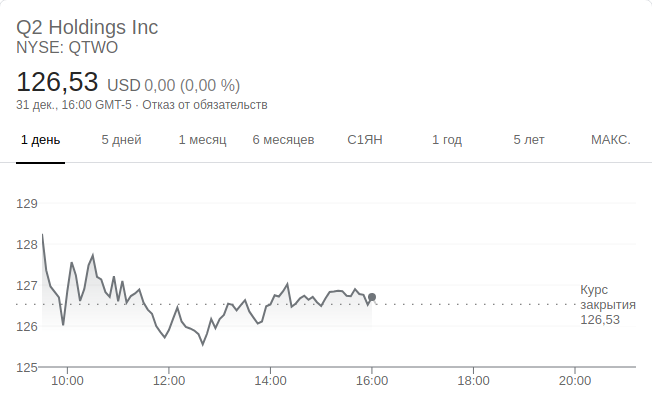 Q2 Holdings Inc
NYSE: QTWO
126,53 USD 0,00 (0,00 %)
31 дек., 16:00 GMT-5 · Отказ от обязательств
1 день 5 дней 1 месяц 6 месяцев С1ЯН 1 год 5 лет МАКС.
129
128
127
126
125
Курс
закрытия
126,53
10:00 12:00 14:00 16:00 18:00 20:00